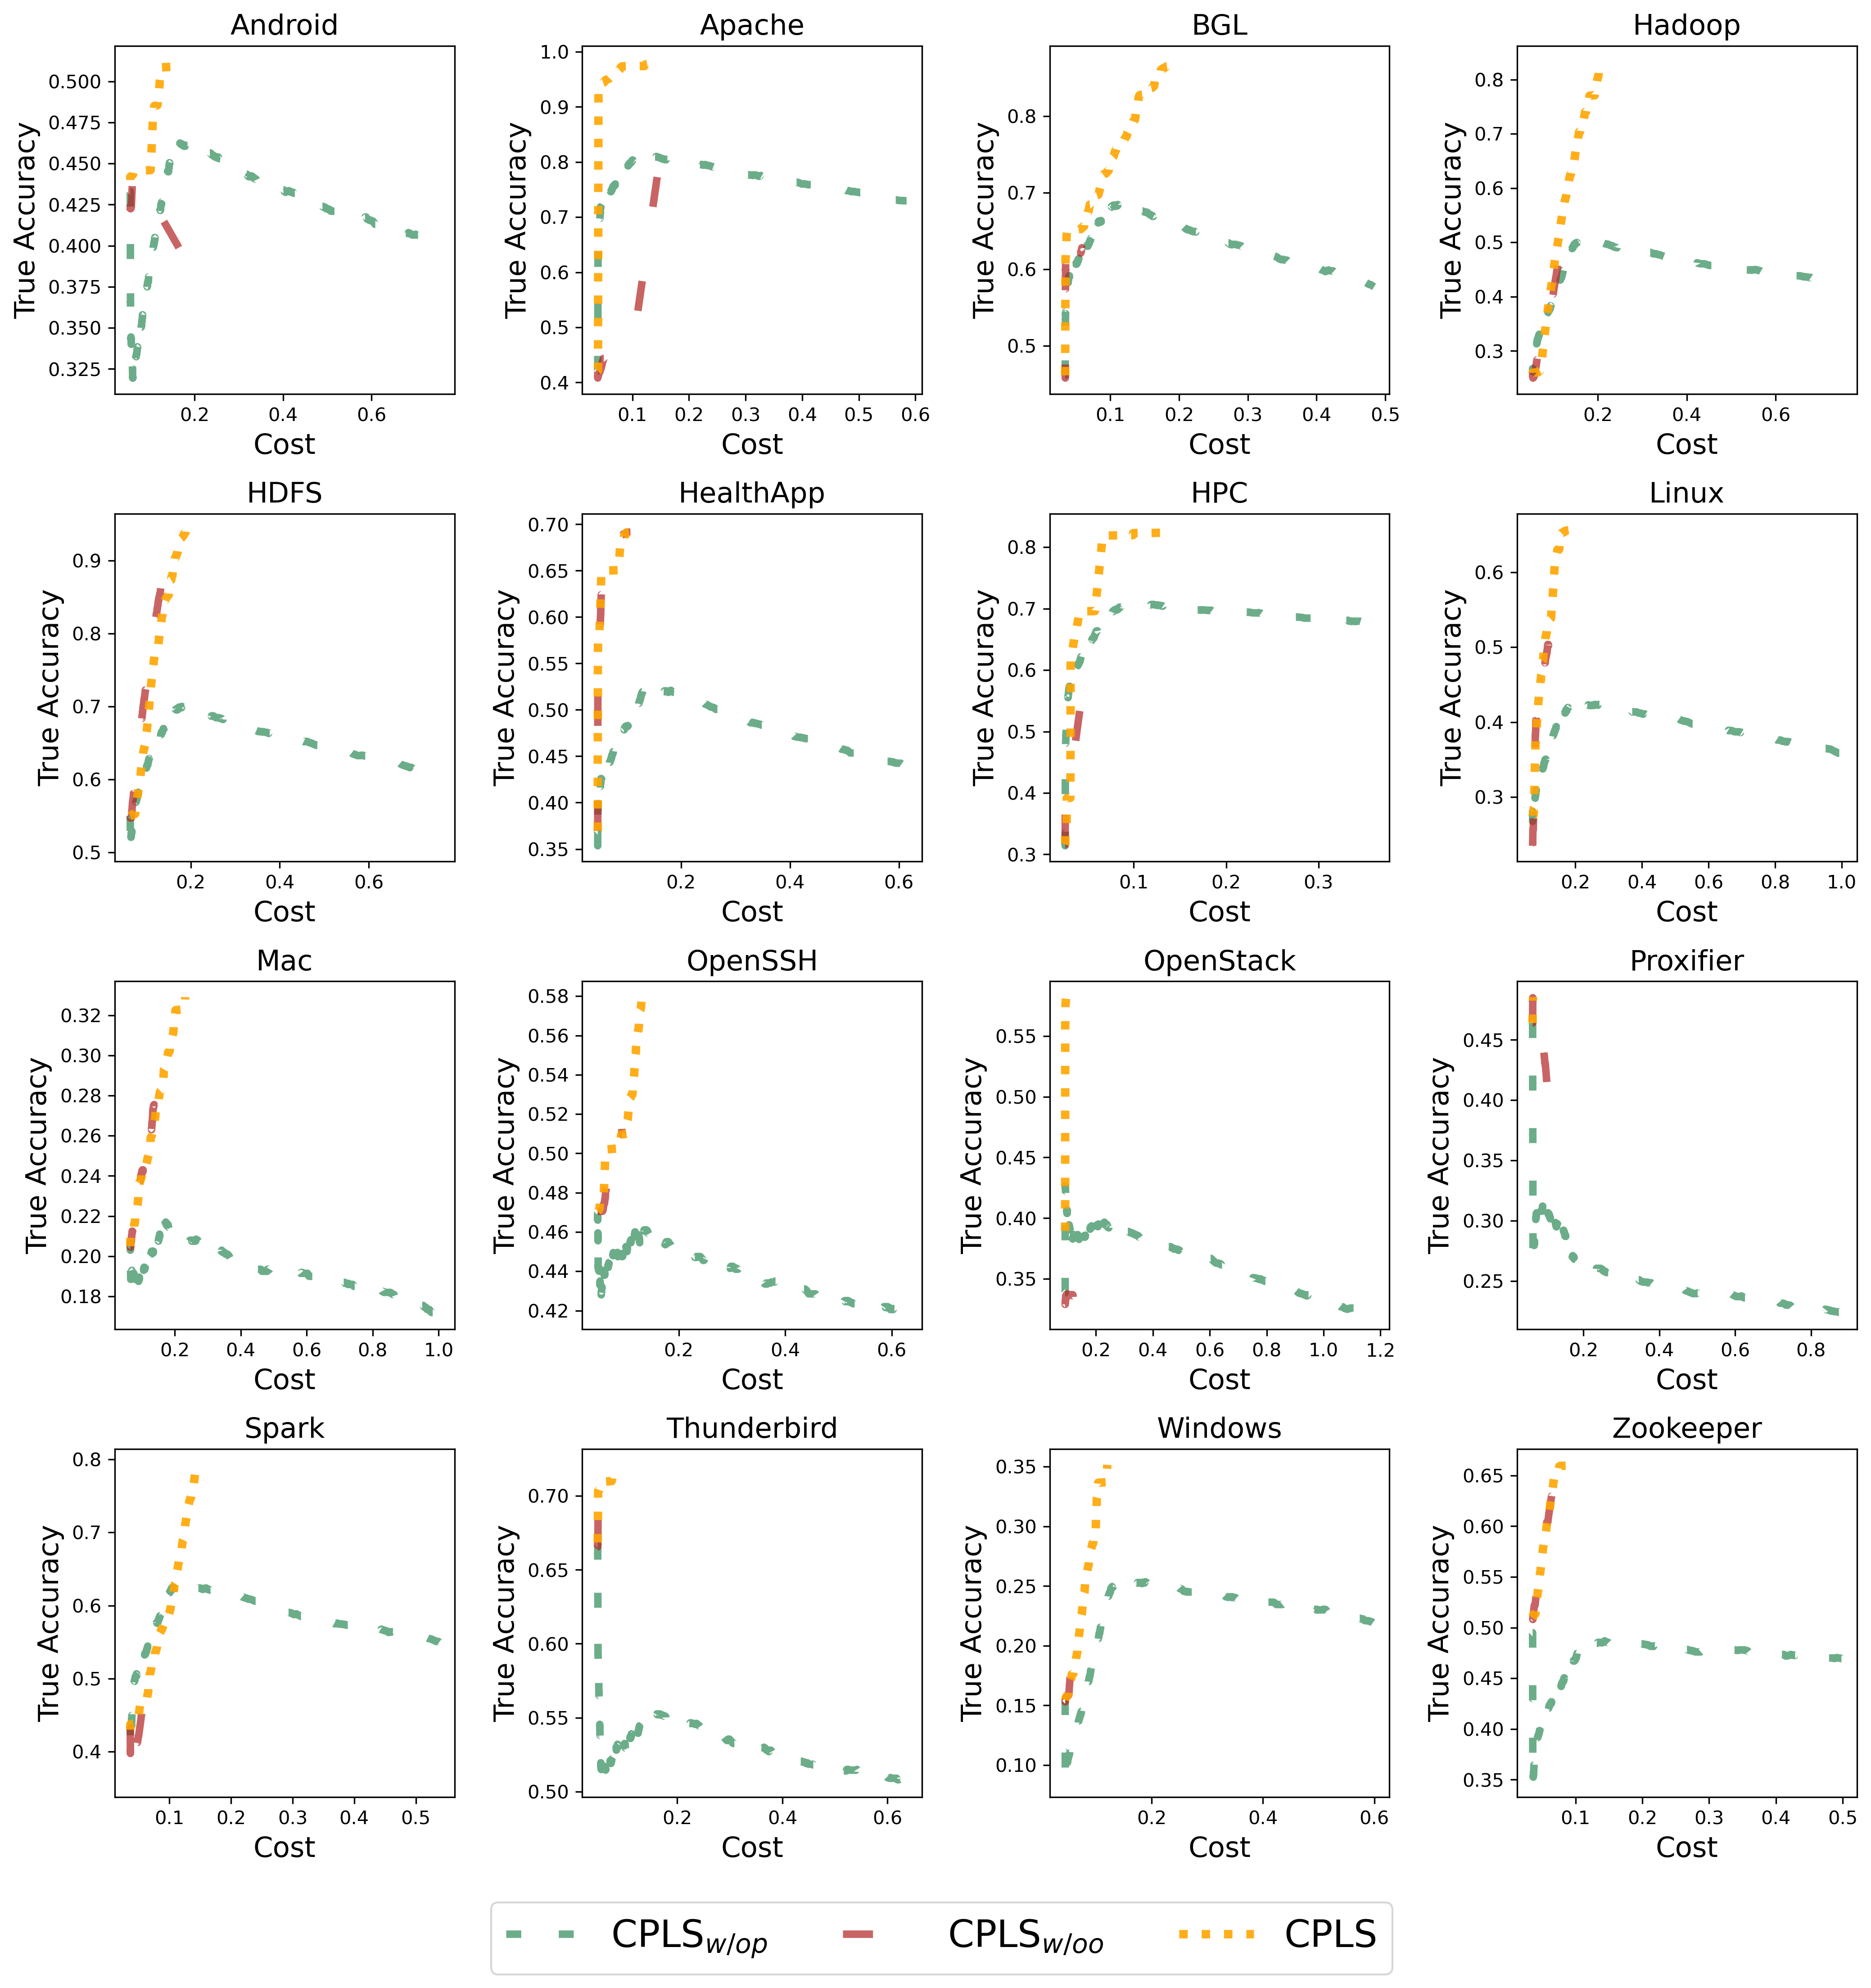 Android
Apache
BGL
Hadoop
0.500
0.475
0.450
0.425
0.400
0.375
0.350
0.325
True Accuracy
0.2 0.4 0.6
Cost
1.0
0.9
0.8
0.7
0.6
0.5
0.4
True Accuracy
0.1 0.2 0.3 0.4 0.5 0.6
Cost
0.8
0.7
0.6
0.5
True Accuracy
0.1 0.2 0.3 0.4 0.5
Cost
0.8
0.7
0.6
0.5
0.4
0.3
True Accuracy
0.2 0.4 0.6
Cost
HDFS
HealthApp
HPC
Linux
0.9
0.8
0.7
0.6
0.5
True Accuracy
0.2 0.4 0.6
Cost
0.70
0.65
0.60
0.55
0.50
0.45
0.40
0.35
True Accuracy
0.2 0.4 0.6
Cost
0.8
0.7
0.6
0.5
0.4
0.3
True Accuracy
0.1 0.2 0.3
Cost
0.6
0.5
0.4
0.3
True Accuracy
0.2 0.4 0.6 0.8 1.0
Cost
Mac
OpenSSH
OpenStack
Proxifier
0.32
0.30
0.28
0.26
0.24
0.22
0.20
0.18
True Accuracy
0.2 0.4 0.6 0.8 1.0
Cost
0.58
0.56
0.54
0.52
0.50
0.48
0.46
0.44
0.42
True Accuracy
0.2 0.4 0.6
Cost
0.55
0.50
0.45
0.40
0.35
True Accuracy
0.2 0.4 0.6 0.8 1.0 1.2
Cost
0.45
0.40
0.35
0.30
0.25
True Accuracy
0.2 0.4 0.6 0.8
Cost
Spark
Thunderbird
Windows
Zookeeper
0.8
0.7
0.6
0.5
0.4
True Accuracy
0.1 0.2 0.3 0.4 0.5
Cost
0.70
0.65
0.60
0.55
0.50
True Accuracy
0.2 0.4 0.6
Cost
0.35
0.30
0.25
0.20
0.15
0.10
True Accuracy
0.2 0.4 0.6
Cost
0.65
0.60
0.55
0.50
0.45
0.40
0.35
True Accuracy
0.1 0.2 0.3 0.4 0.5
Cost
CPLS w/op CPLS w/oo CPLS